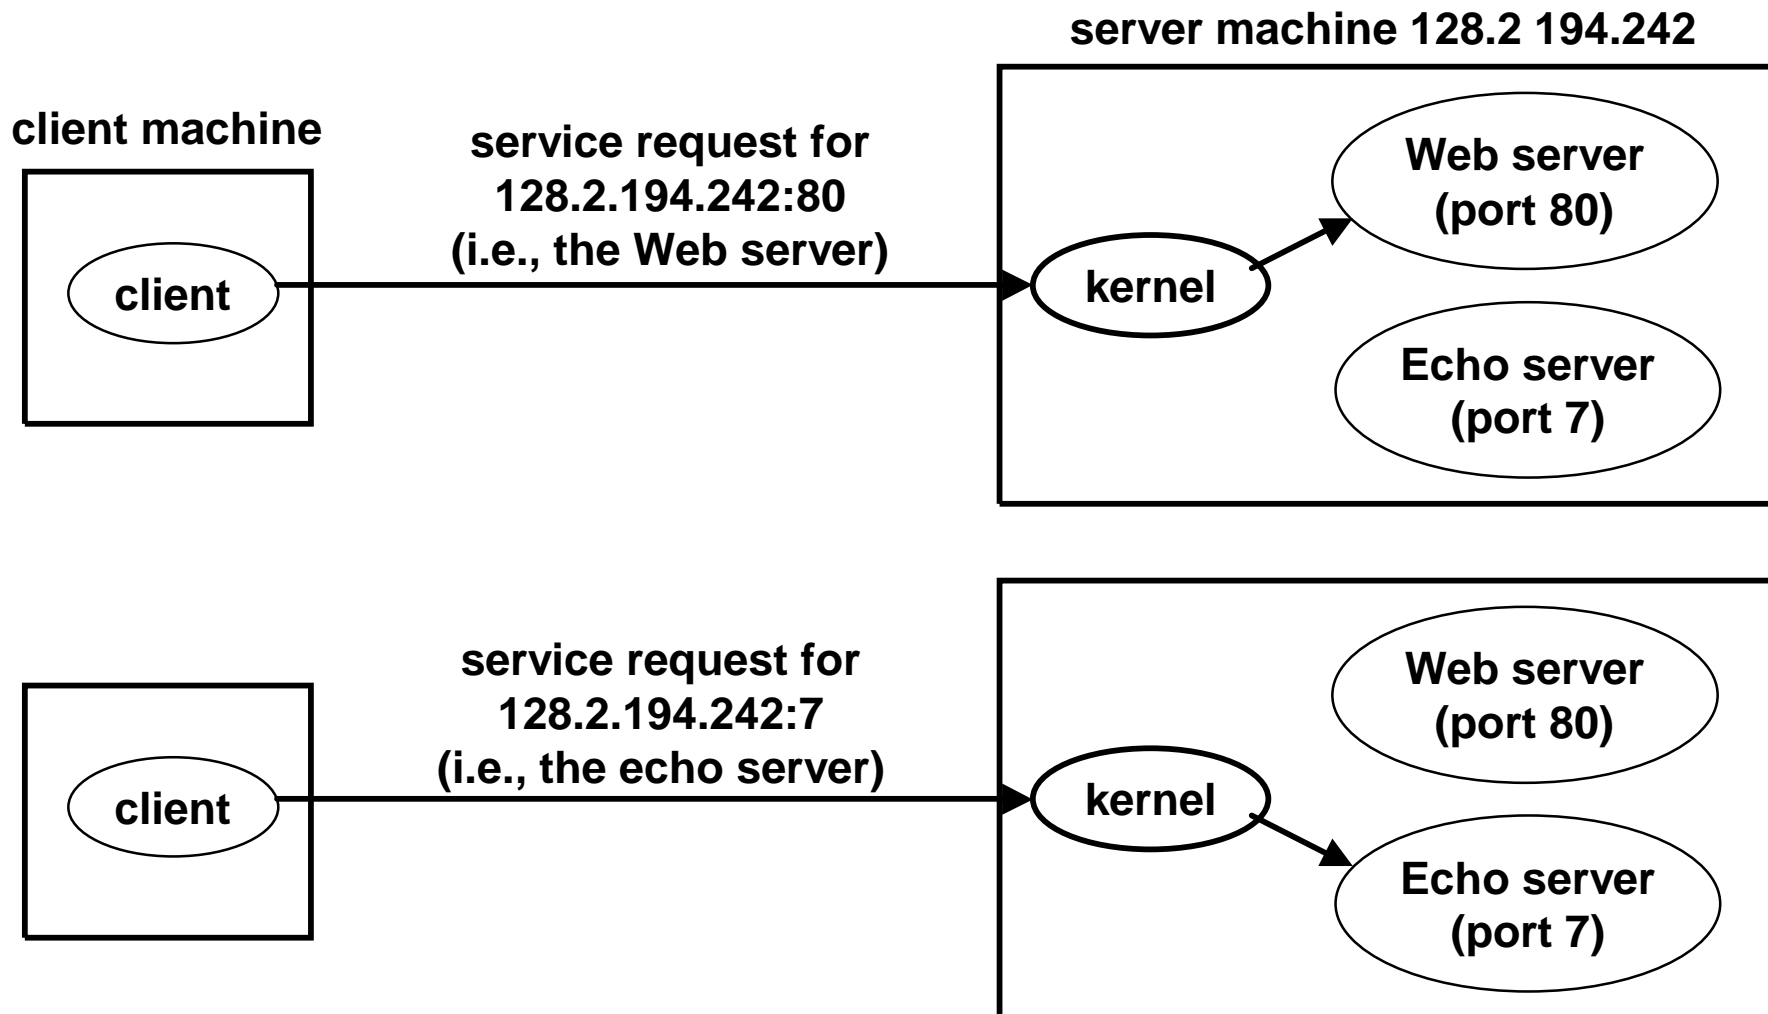 server machine 128.2 194.242
client machine
service request for
128.2.194.242:80
(i.e., the Web server)
client
kernel
Web server
(port 80)
Echo server
(port 7)
service request for
128.2.194.242:7
(i.e., the echo server)
client
kernel
Web server
(port 80)
Echo server
(port 7)